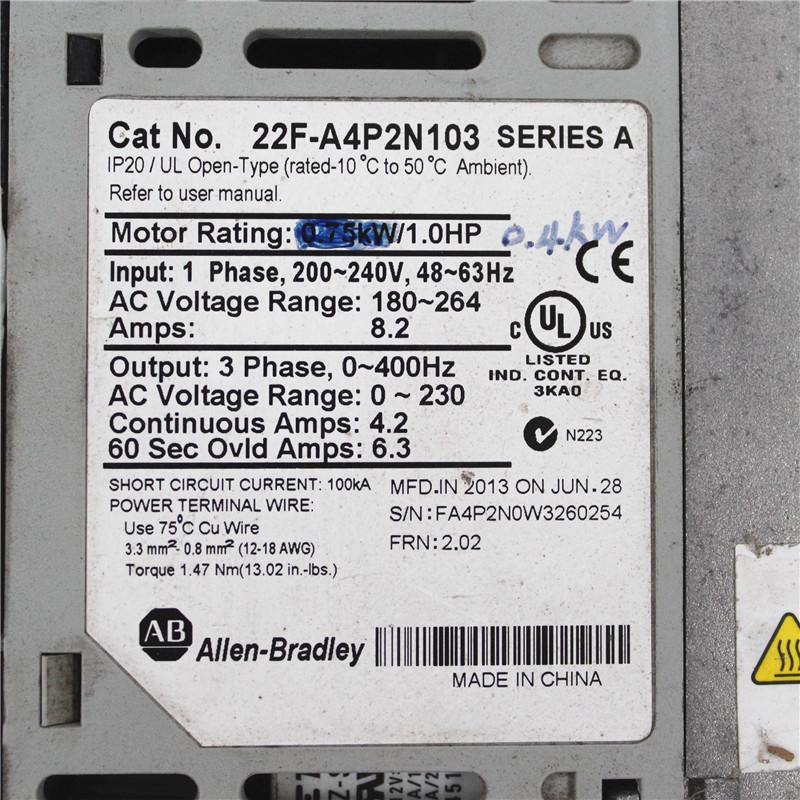 Cat No. 22F-A4P2N103 SERIES A
IP20 / UL Open-Type (rated-10°C to 50°C Ambient).
Refer to user manual.
Motor Rating: 0.75kW/1.0HP 0.4kW
Input: 1 Phase, 200~240V, 48~63Hz
AC Voltage Range: 180~264
Amps: 8.2
CE
C UL US
LISTED
IND. CONT. EQ.
3KA0
Output: 3 Phase, 0~400Hz
AC Voltage Range: 0 ~ 230
Continuous Amps: 4.2
60 Sec Ovld Amps: 6.3
N223
SHORT CIRCUIT CURRENT: 100kA
POWER TERMINAL WIRE:
Use 75°C Cu Wire
3.3 mm²- 0.8 mm² (12-18 AWG)
Torque 1.47 Nm(13.02 in.-lbs.)
MFD.IN 2013 ON JUN.28
S/N:FA4P2N0W3260254
FRN:2.02
AB Allen-Bradley
MADE IN CHINA